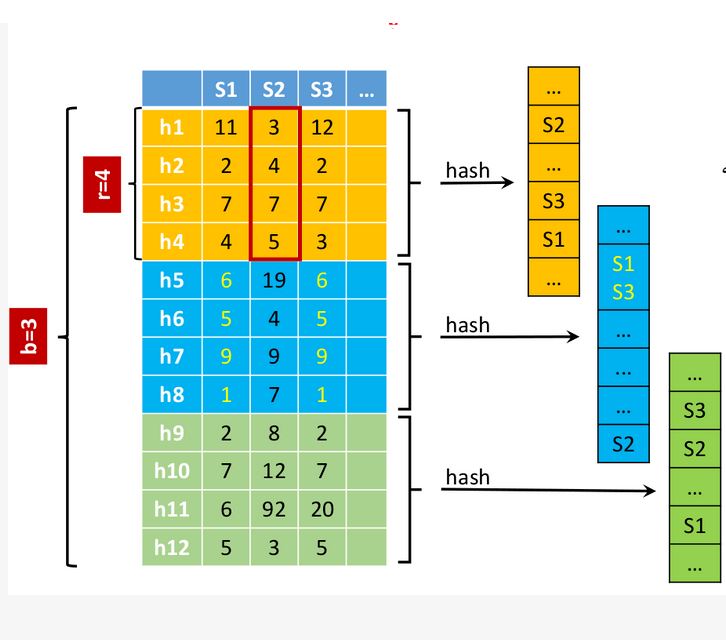 S1 S2 S3 ...
h1 11 3 12
h2 2 4 2
h3 7 7 7
h4 4 5 3
h5 6 19 6
h6 5 4 5
h7 9 9 9
h8 1 7 1
h9 2 8 2
h10 7 12 7
h11 6 92 20
h12 5 3 5
r=4
b=3
hash
hash
hash
...
S2
...
S3
S1
...
...
S1
S3
...
...
...
S2
...
S3
S2
...
S1
...